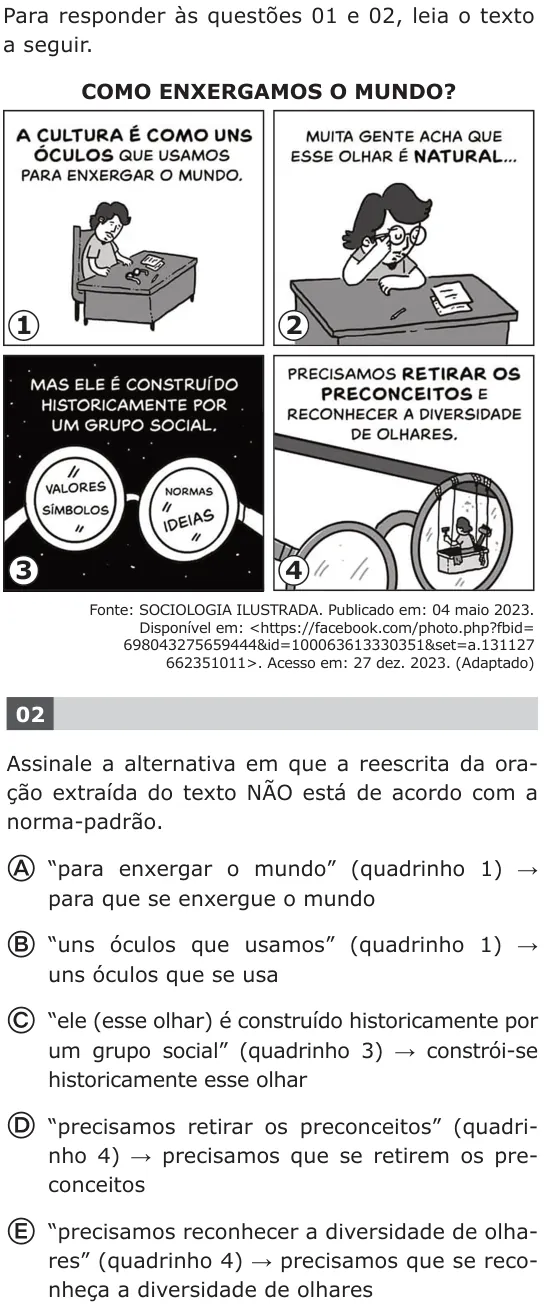 Para responder às questões 01 e 02, leia o texto
a seguir.
COMO ENXERGAMOS O MUNDO?
A CULTURA É COMO UNS
ÓCULOS QUE USAMOS
PARA ENXERGAR O MUNDO.
1
MUITA GENTE ACHA QUE
ESSE OLHAR É NATURAL...
2
MAS ELE É CONSTRUÍDO
HISTORICAMENTE POR
UM GRUPO SOCIAL.
VALORES
SÍMBOLOS
NORMAS
IDEIAS
3
PRECISAMOS RETIRAR OS
PRECONCEITOS E
RECONHECER A DIVERSIDADE
DE OLHARES.
4
Fonte: SOCIOLOGIA ILUSTRADA. Publicado em: 04 maio 2023.
Disponível em: <https://facebook.com/photo.php?fbid=
698043275659444&id=100063613330351&set=a.131127
662351011>. Acesso em: 27 dez. 2023. (Adaptado)
02
Assinale a alternativa em que a reescrita da ora-
ção extraída do texto NÃO está de acordo com a
norma-padrão.
A “para enxergar o mundo” (quadrinho 1) →
para que se enxergue o mundo
B “uns óculos que usamos” (quadrinho 1) →
uns óculos que se usa
C “ele (esse olhar) é construído historicamente por
um grupo social” (quadrinho 3) → constrói-se
historicamente esse olhar
D “precisamos retirar os preconceitos” (quadri-
nho 4) → precisamos que se retirem os pre-
conceitos
E “precisamos reconhecer a diversidade de olha-
res” (quadrinho 4) → precisamos que se reco-
nheça a diversidade de olhares